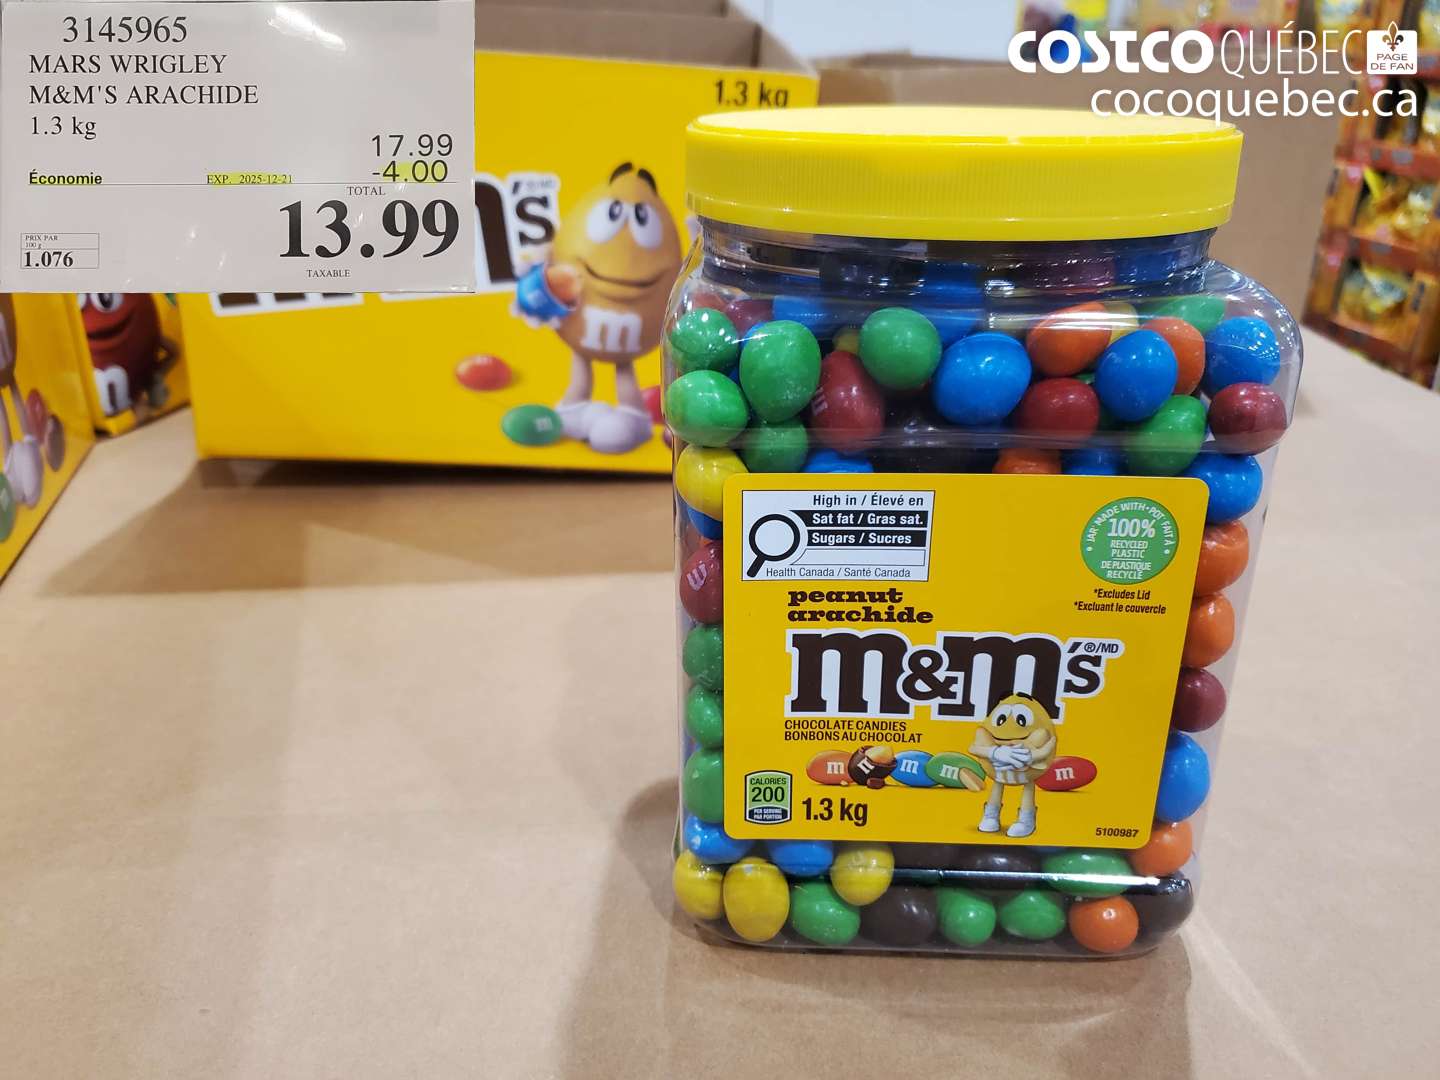 3145965
MARS WRIGLEY
M&M'S ARACHIDE
1.3 kg
17.99
Économie EXP. 2025-12-21 -4.00
TOTAL
13.99
TAXABLE
PRIX PAR
100 g
1.076
COSTCO QUÉBEC PAGE DE FAN
cocoquebec.ca
1.3 kg
's
m
m
m
High in / Élevé en
Sat fat / Gras sat.
Sugars / Sucres
Health Canada / Santé Canada
JAR* MADE WITH • POT* FAIT À
100%
RECYCLED
PLASTIC
DE PLASTIQUE
RECYCLÉ
*Excludes Lid
*Excluant le couvercle
peanut
arachide
m&m's ®/MD
CHOCOLATE CANDIES
BONBONS AU CHOCOLAT
m m m m m
CALORIES
200
PER SERVING
PAR PORTION
1.3 kg
5100987